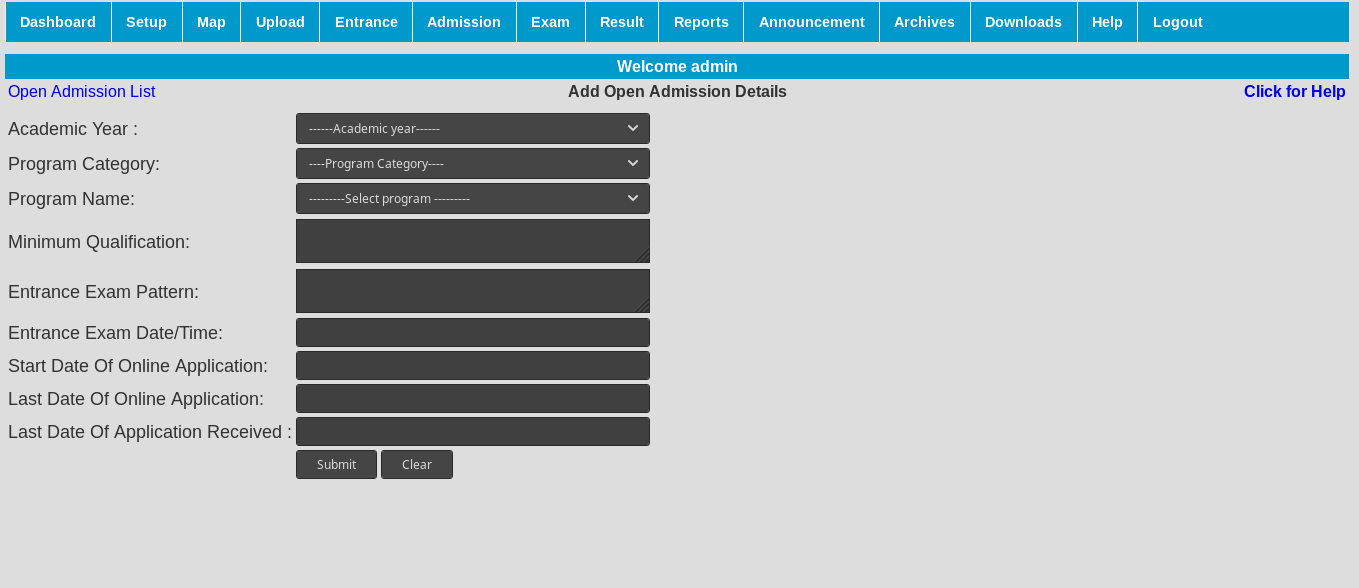 Dashboard Setup Map Upload Entrance Admission Exam Result Reports Announcement Archives Downloads Help Logout
Welcome admin
Open Admission List Add Open Admission Details Click for Help
Academic Year : ------Academic year------
Program Category: ----Program Category----
Program Name: ---------Select program ---------
Minimum Qualification:
Entrance Exam Pattern:
Entrance Exam Date/Time:
Start Date Of Online Application:
Last Date Of Online Application:
Last Date Of Application Received :
Submit Clear